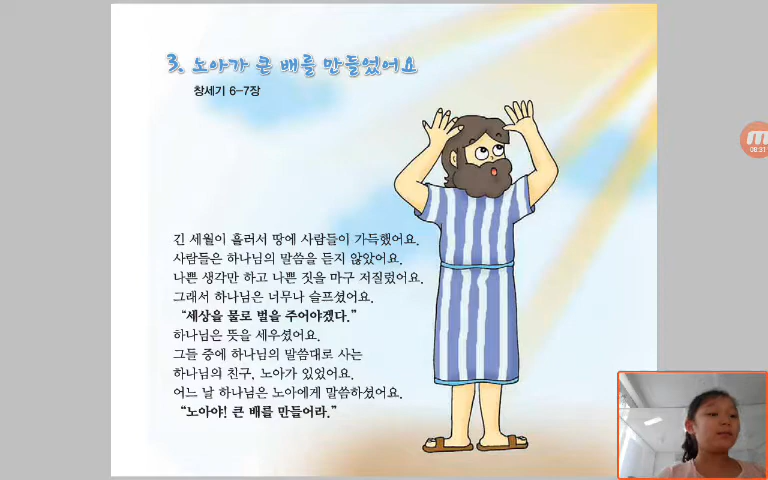 3. 노아가 큰 배를 만들었어요
창세기 6-7장
긴 세월이 흘러서 땅에 사람들이 가득했어요.
사람들은 하나님의 말씀을 듣지 않았어요.
나쁜 생각만 하고 나쁜 짓을 마구 저질렀어요.
그래서 하나님은 너무나 슬프셨어요.
“세상을 물로 벌을 주어야겠다.”
하나님은 뜻을 세우셨어요.
그들 중에 하나님의 말씀대로 사는
하나님의 친구, 노아가 있었어요.
어느 날 하나님은 노아에게 말씀하셨어요.
“노아야! 큰 배를 만들어라.”
08:31